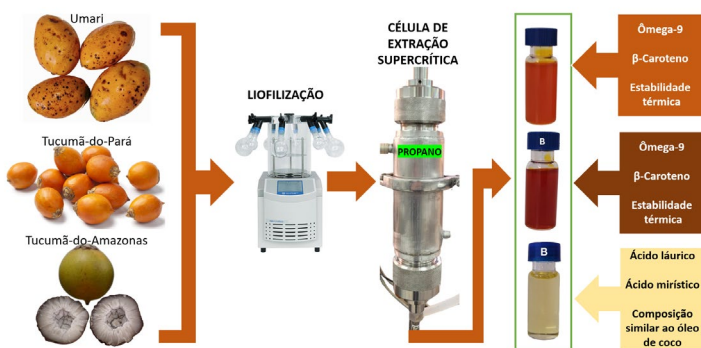 Umari
Tucumã-do-Pará
Tucumã-do-Amazonas
LIOFILIZAÇÃO
CÉLULA DE
EXTRAÇÃO
SUPERCRÍTICA
PROPANO
B
B
Ômega-9
β-Caroteno
Estabilidade
térmica
Ômega-9
β-Caroteno
Estabilidade
térmica
Ácido láurico
Ácido mirístico
Composição
similar ao óleo
de coco